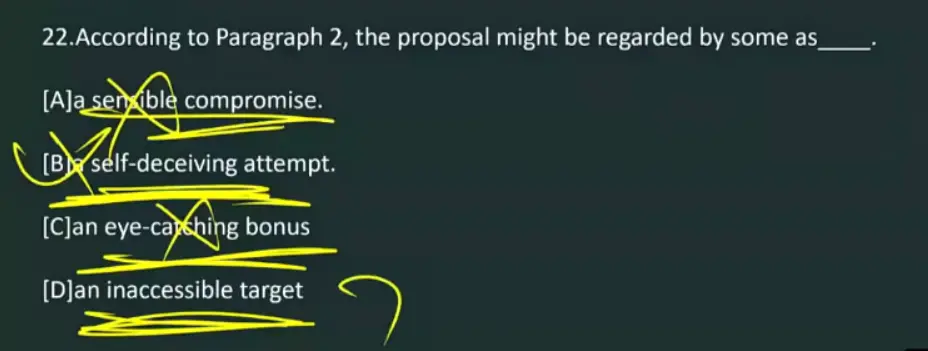 22.According to Paragraph 2, the proposal might be regarded by some as____.
[A]a sensible compromise.
[B]a self-deceiving attempt.
[C]an eye-catching bonus
[D]an inaccessible target